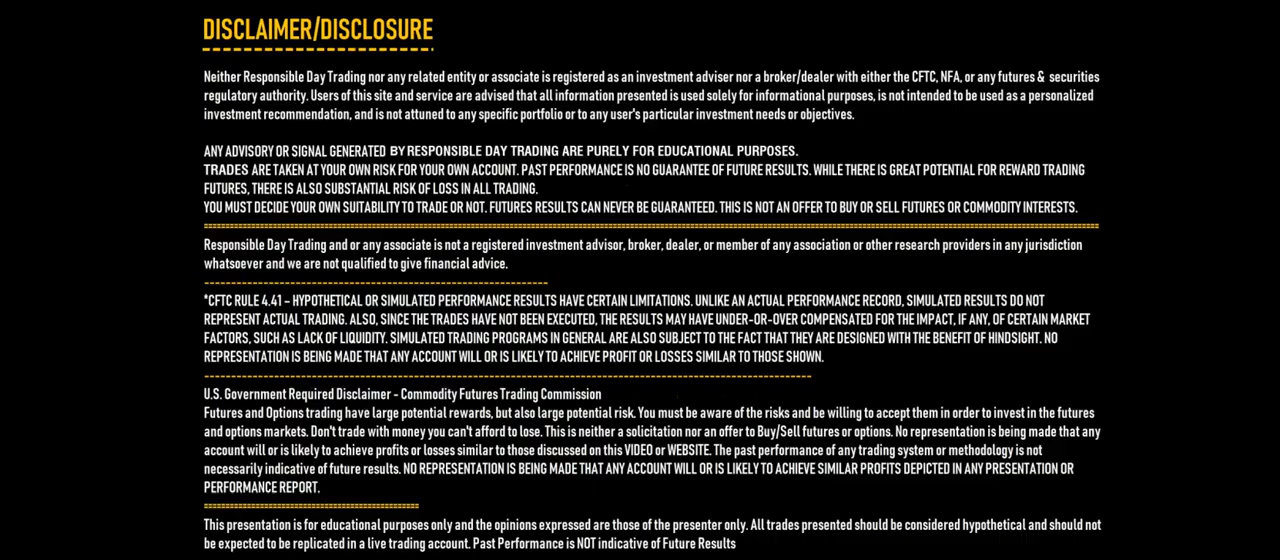 DISCLAIMER/DISCLOSURE
Neither Responsible Day Trading nor any related entity or associate is registered as an investment adviser nor a broker/dealer with either the CFTC, NFA, or any futures & securities
regulatory authority. Users of this site and service are advised that all information presented is used solely for informational purposes, is not intended to be used as a personalized
investment recommendation, and is not attuned to any specific portfolio or to any user's particular investment needs or objectives.
ANY ADVISORY OR SIGNAL GENERATED BY RESPONSIBLE DAY TRADING ARE PURELY FOR EDUCATIONAL PURPOSES.
TRADES ARE TAKEN AT YOUR OWN RISK FOR YOUR OWN ACCOUNT. PAST PERFORMANCE IS NO GUARANTEE OF FUTURE RESULTS. WHILE THERE IS GREAT POTENTIAL FOR REWARD TRADING
FUTURES, THERE IS ALSO SUBSTANTIAL RISK OF LOSS IN ALL TRADING.
YOU MUST DECIDE YOUR OWN SUITABILITY TO TRADE OR NOT. FUTURES RESULTS CAN NEVER BE GUARANTEED. THIS IS NOT AN OFFER TO BUY OR SELL FUTURES OR COMMODITY INTERESTS.
Responsible Day Trading and or any associate is not a registered investment advisor, broker, dealer, or member of any association or other research providers in any jurisdiction
whatsoever and we are not qualified to give financial advice.
*CFTC RULE 4.41 – HYPOTHETICAL OR SIMULATED PERFORMANCE RESULTS HAVE CERTAIN LIMITATIONS. UNLIKE AN ACTUAL PERFORMANCE RECORD, SIMULATED RESULTS DO NOT
REPRESENT ACTUAL TRADING. ALSO, SINCE THE TRADES HAVE NOT BEEN EXECUTED, THE RESULTS MAY HAVE UNDER-OR-OVER COMPENSATED FOR THE IMPACT, IF ANY, OF CERTAIN MARKET
FACTORS, SUCH AS LACK OF LIQUIDITY. SIMULATED TRADING PROGRAMS IN GENERAL ARE ALSO SUBJECT TO THE FACT THAT THEY ARE DESIGNED WITH THE BENEFIT OF HINDSIGHT. NO
REPRESENTATION IS BEING MADE THAT ANY ACCOUNT WILL OR IS LIKELY TO ACHIEVE PROFIT OR LOSSES SIMILAR TO THOSE SHOWN.
U.S. Government Required Disclaimer - Commodity Futures Trading Commission
Futures and Options trading have large potential rewards, but also large potential risk. You must be aware of the risks and be willing to accept them in order to invest in the futures
and options markets. Don't trade with money you can't afford to lose. This is neither a solicitation nor an offer to Buy/Sell futures or options. No representation is being made that any
account will or is likely to achieve profits or losses similar to those discussed on this VIDEO or WEBSITE. The past performance of any trading system or methodology is not
necessarily indicative of future results. NO REPRESENTATION IS BEING MADE THAT ANY ACCOUNT WILL OR IS LIKELY TO ACHIEVE SIMILAR PROFITS DEPICTED IN ANY PRESENTATION OR
PERFORMANCE REPORT.
This presentation is for educational purposes only and the opinions expressed are those of the presenter only. All trades presented should be considered hypothetical and should not
be expected to be replicated in a live trading account. Past Performance is NOT indicative of Future Results